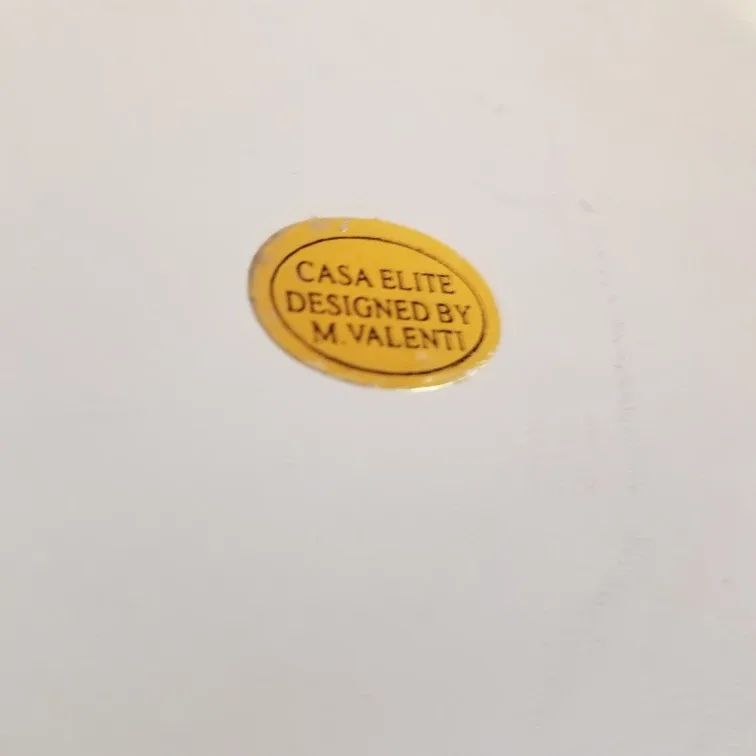 CASA ELITE
DESIGNED BY
M. VALENTI